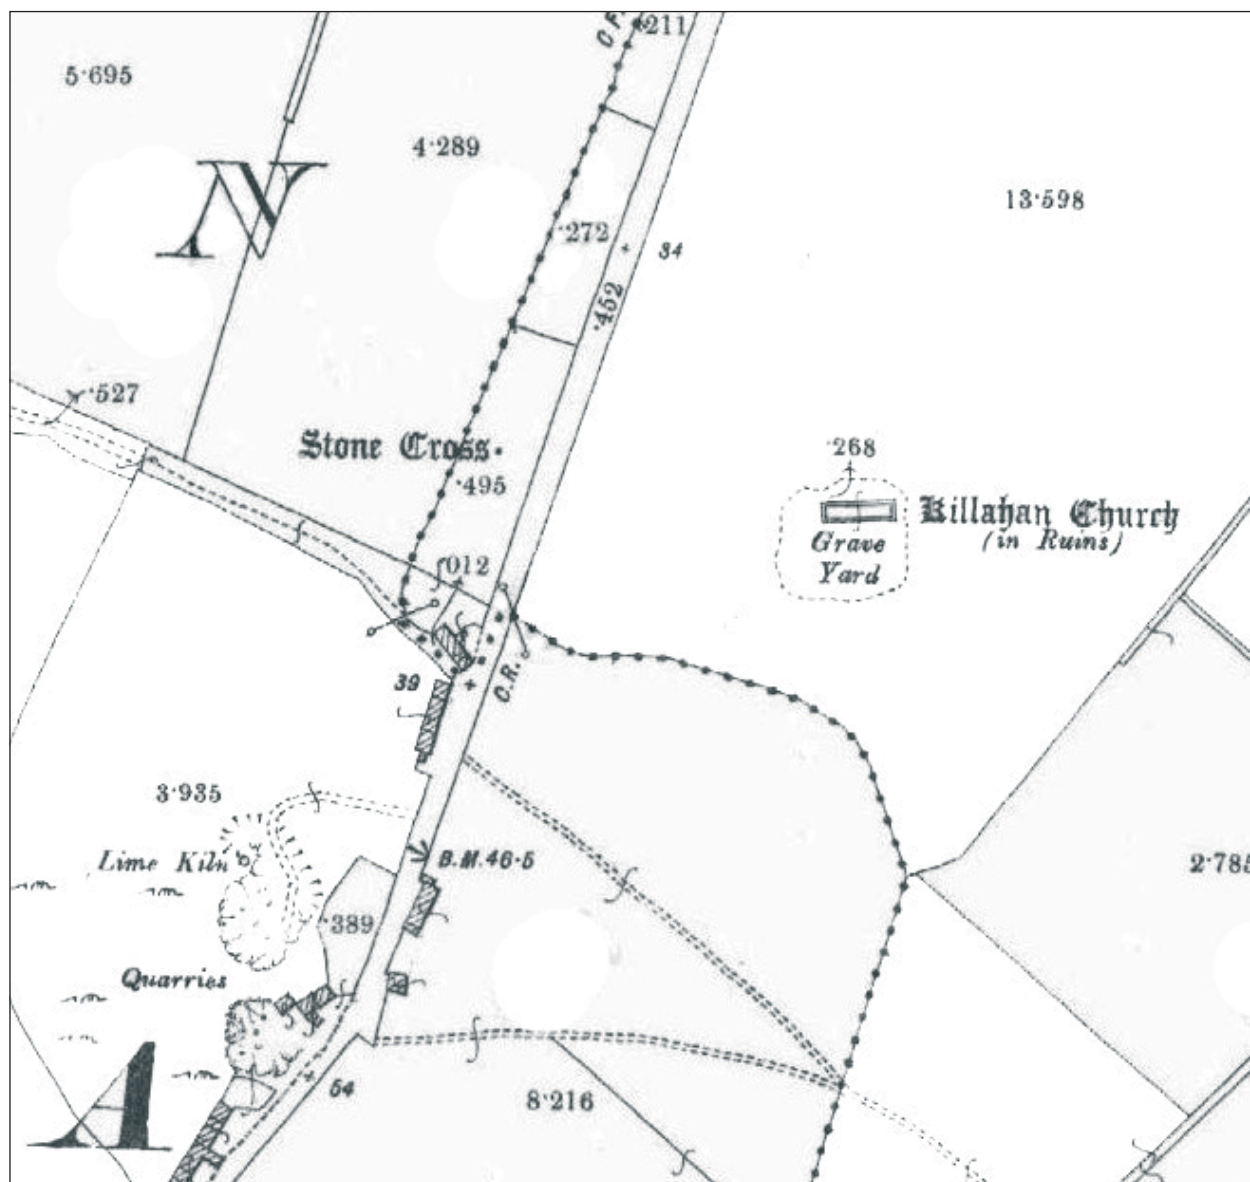 C F
·211
5·695
4·289
N
13·598
·272
34
·452
·527
Stone Cross
·495
·268
Killahan Church
(in Ruins)
Grave
Yard
·012
39
C.R.
3·935
Lime Kiln
B.M.46·5
2·785
·389
Quarries
A
54
8·216